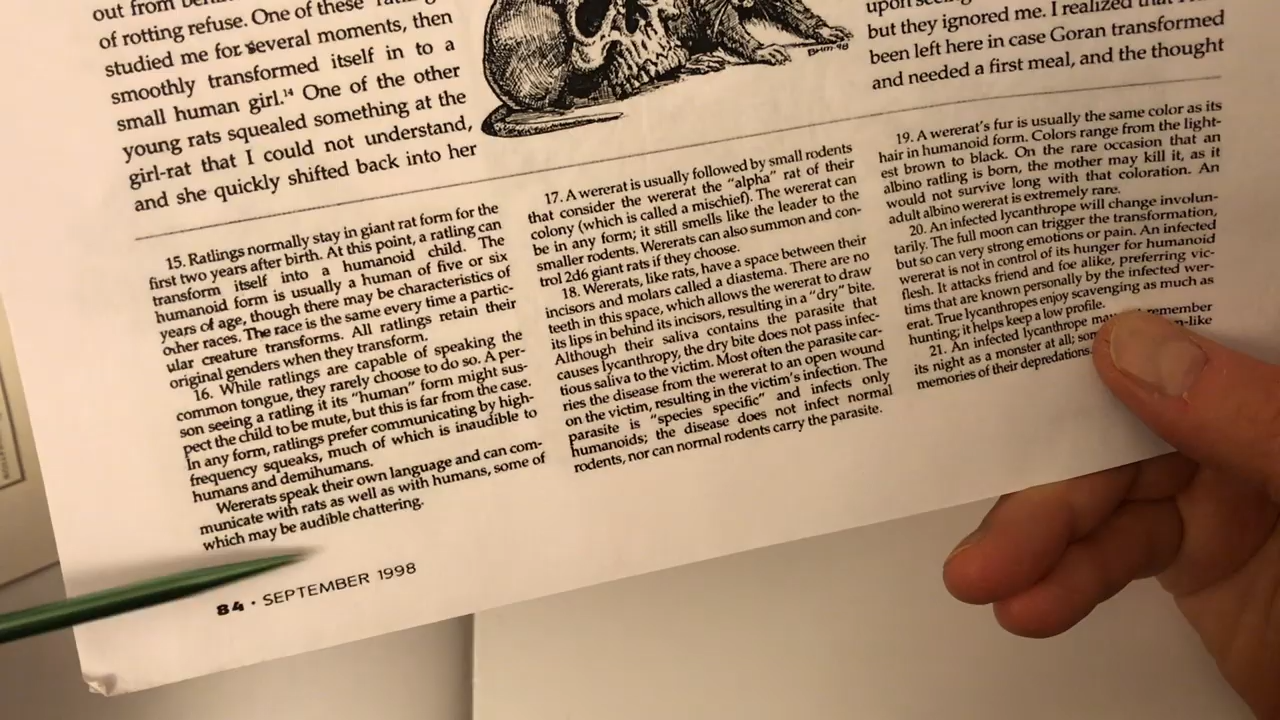 out from
of rotting refuse. One of these
studied me for several moments, then
smoothly transformed itself in to a
small human girl.¹⁴ One of the other
young rats squealed something at the
girl-rat that I could not understand,
and she quickly shifted back into her
BHM-98
upon
but they ignored me. I realized that
been left here in case Goran transformed
and needed a first meal, and the thought
15. Ratlings normally stay in giant rat form for the
first two years after birth. At this point, a ratling can
transform itself into a humanoid child. The
humanoid form is usually a human of five or six
years of age, though there may be characteristics of
other races. The race is the same every time a partic-
ular creature transforms. All ratlings retain their
original genders when they transform.
16. While ratlings are capable of speaking the
common tongue, they rarely choose to do so. A per-
son seeing a ratling it its "human" form might sus-
pect the child to be mute, but this is far from the case.
In any form, ratlings prefer communicating by high-
frequency squeaks, much of which is inaudible to
humans and demihumans.
Wererats speak their own language and can com-
municate with rats as well as with humans, some of
which may be audible chattering.
17. A wererat is usually followed by small rodents
that consider the wererat the "alpha" rat of their
colony (which is called a mischief). The wererat can
be in any form; it still smells like the leader to the
smaller rodents. Wererats can also summon and con-
trol 2d6 giant rats if they choose.
18. Wererats, like rats, have a space between their
incisors and molars called a diastema. There are no
teeth in this space, which allows the wererat to draw
its lips in behind its incisors, resulting in a "dry" bite.
Although their saliva contains the parasite that
causes lycanthropy, the dry bite does not pass infec-
tious saliva to the victim. Most often the parasite car-
ries the disease from the wererat to an open wound
on the victim, resulting in the victim's infection. The
parasite is "species specific" and infects only
humanoids; the disease does not infect normal
rodents, nor can normal rodents carry the parasite.
19. A wererat's fur is usually the same color as its
hair in humanoid form. Colors range from the light-
est brown to black. On the rare occasion that an
albino ratling is born, the mother may kill it, as it
would not survive long with that coloration. An
adult albino wererat is extremely rare.
20. An infected lycanthrope will change involun-
tarily. The full moon can trigger the transformation,
but so can very strong emotions or pain. An infected
wererat is not in control of its hunger for humanoid
flesh. It attacks friend and foe alike, preferring vic-
tims that are known personally by the infected wer-
erat. True lycanthropes enjoy scavenging as much as
hunting; it helps keep a low profile.
21. An infected lycanthrope may remember
its night as a monster at all; -like
memories of their depredations.
84 · SEPTEMBER 1998